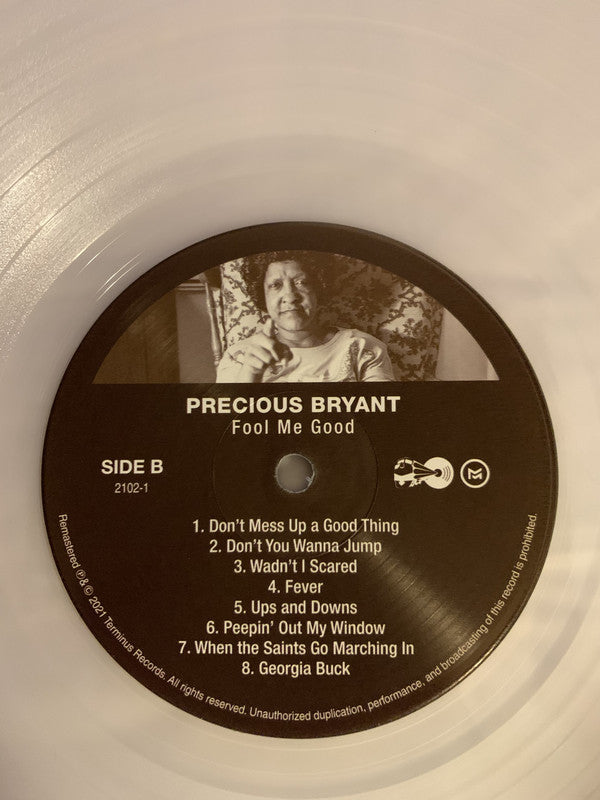 PRECIOUS BRYANT
Fool Me Good
SIDE B
2102-1
1. Don't Mess Up a Good Thing
2. Don't You Wanna Jump
3. Wadn't I Scared
4. Fever
5. Ups and Downs
6. Peepin' Out My Window
7. When the Saints Go Marching In
8. Georgia Buck
Remastered ℗ & © 2021 Terminus Records. All rights reserved. Unauthorized duplication, performance, and broadcasting of this record is prohibited.